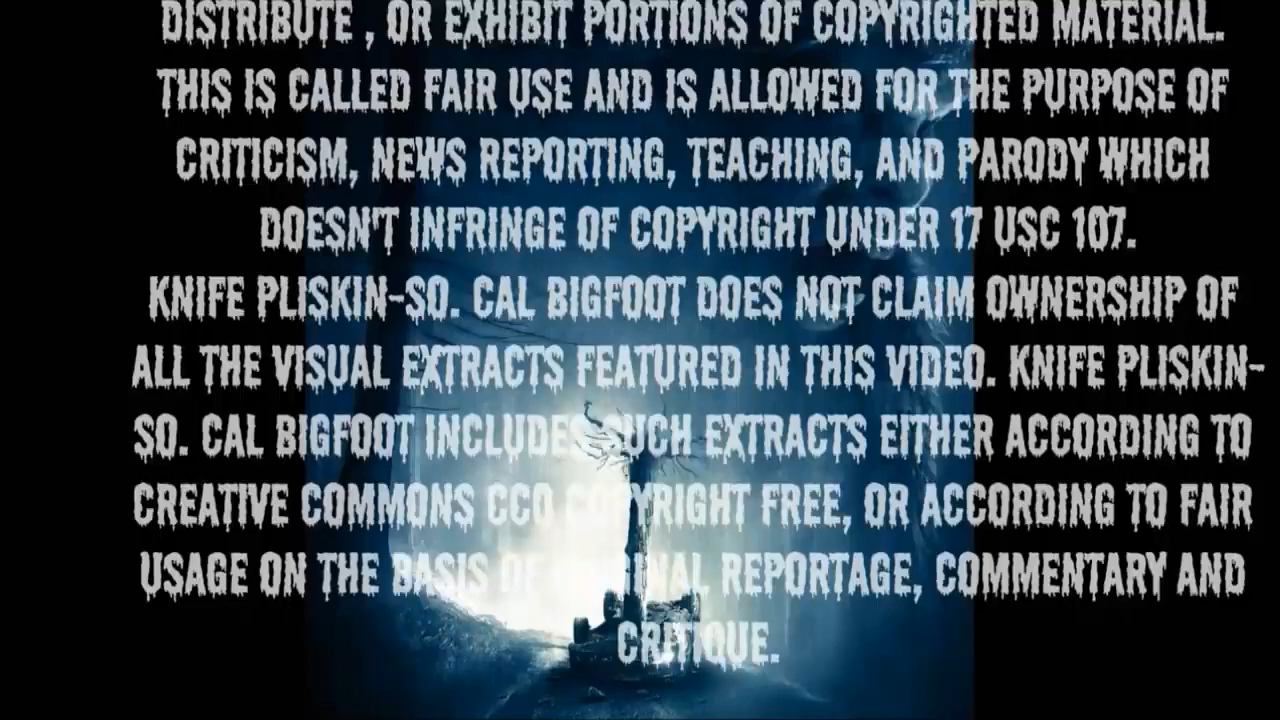 DISTRIBUTE , OR EXHIBIT PORTIONS OF COPYRIGHTED MATERIAL.
THIS IS CALLED FAIR USE AND IS ALLOWED FOR THE PURPOSE OF
CRITICISM, NEWS REPORTING, TEACHING, AND PARODY WHICH
DOESN'T INFRINGE OF COPYRIGHT UNDER 17 USC 107.
KNIFE PLISKIN-SO. CAL BIGFOOT DOES NOT CLAIM OWNERSHIP OF
ALL THE VISUAL EXTRACTS FEATURED IN THIS VIDEO. KNIFE PLISKIN-
SO. CAL BIGFOOT INCLUDES SUCH EXTRACTS EITHER ACCORDING TO
CREATIVE COMMONS CC0 COPYRIGHT FREE, OR ACCORDING TO FAIR
USAGE ON THE BASIS OF ORIGINAL REPORTAGE, COMMENTARY AND
CRITIQUE.